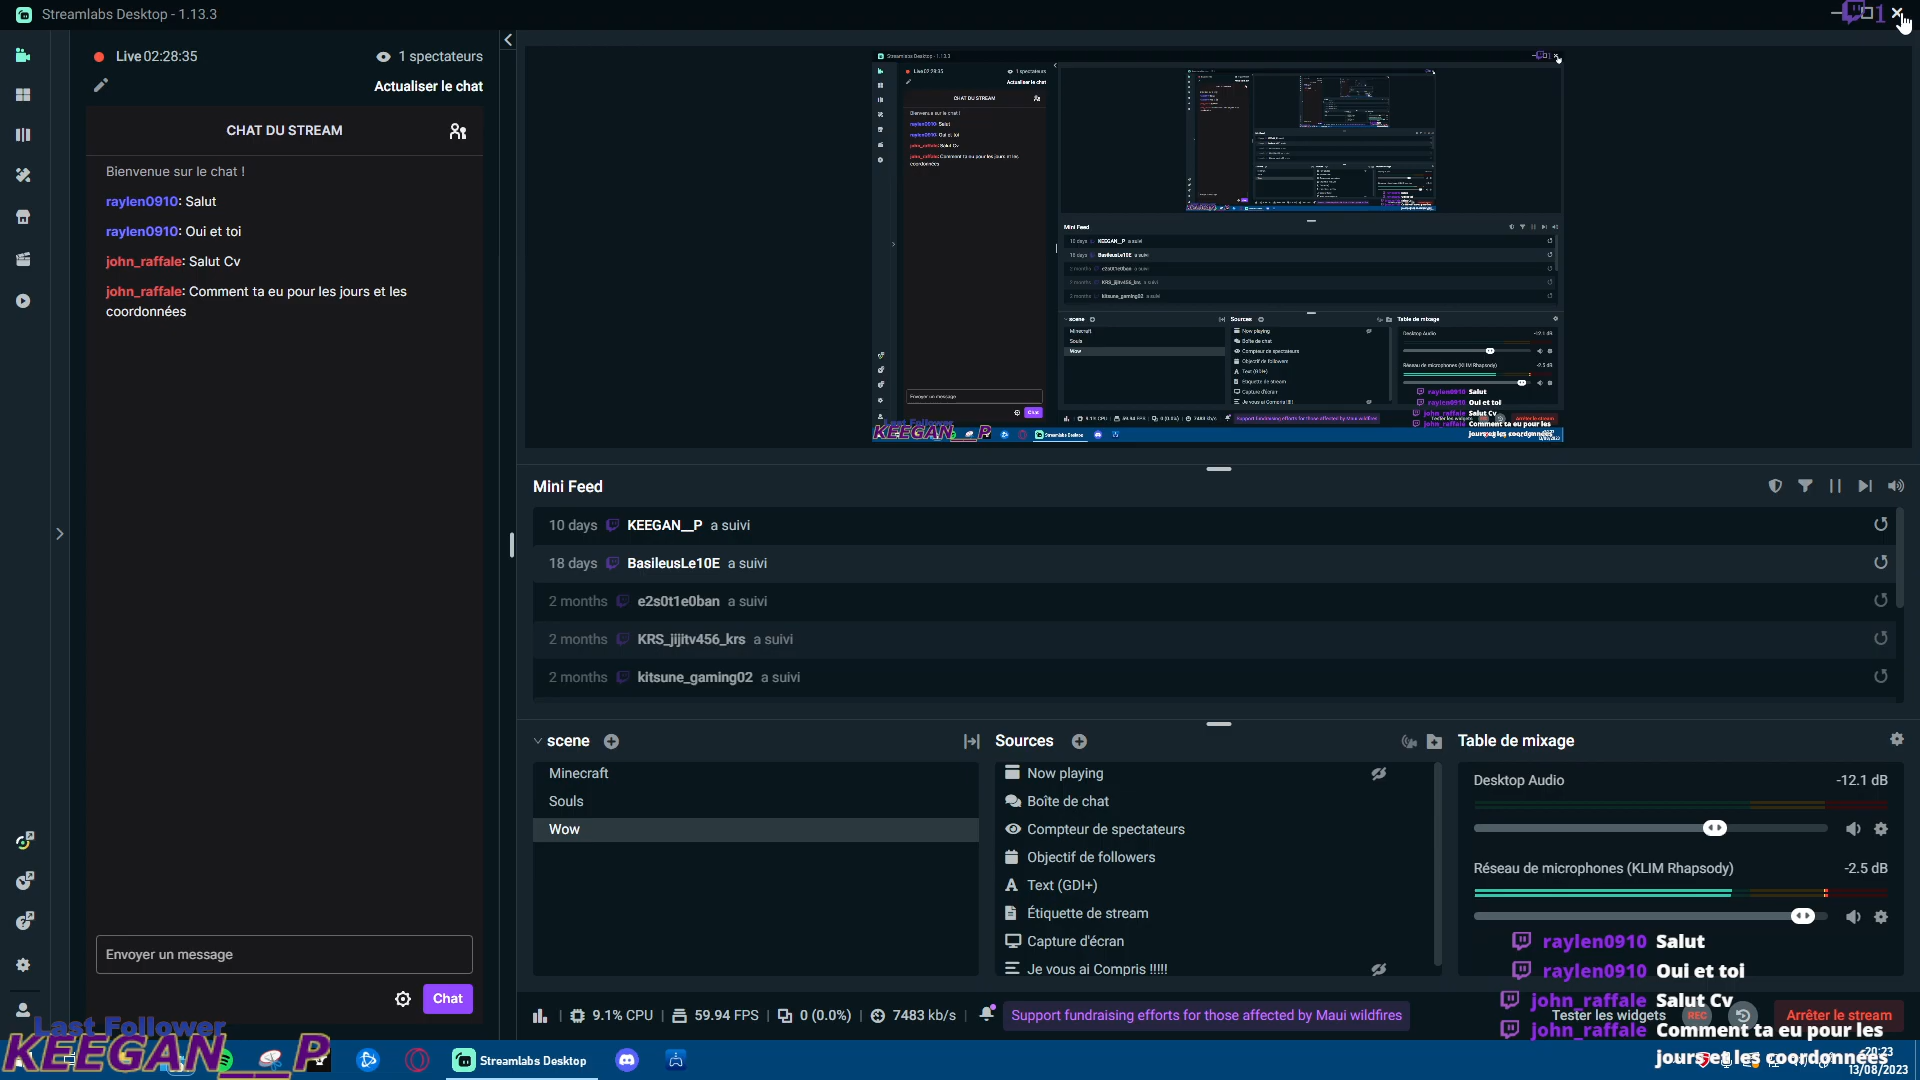 Streamlabs Desktop - 1.13.3
1
Live 02:28:35
1 spectateurs
Actualiser le chat
CHAT DU STREAM
Bienvenue sur le chat !
raylen0910: Salut
raylen0910: Oui et toi
john_raffale: Salut Cv
john_raffale: Comment ta eu pour les jours et les
coordonnées
Envoyer un message
Chat
Mini Feed
10 days KEEGAN__P a suivi
18 days BasileusLe10E a suivi
2 months e2s0t1e0ban a suivi
2 months KRS_jijitv456_krs a suivi
2 months kitsune_gaming02 a suivi
scene
Minecraft
Souls
Wow
Sources
Now playing
Boîte de chat
Compteur de spectateurs
Objectif de followers
Text (GDI+)
Étiquette de stream
Capture d'écran
Je vous ai Compris !!!!!
Table de mixage
Desktop Audio
-12.1 dB
Réseau de microphones (KLIM Rhapsody)
-2.5 dB
raylen0910 Salut
raylen0910 Oui et toi
john_raffale Salut Cv
john_raffale Comment ta eu pour les
jours et les coordonnées
9.1% CPU
59.94 FPS
0 (0.0%)
7483 kb/s
Support fundraising efforts for those affected by Maui wildfires
Tester les widgets
REC
Arrêter le stream
Last Follower
KEEGAN__P
Streamlabs Desktop
20:23
13/08/2023